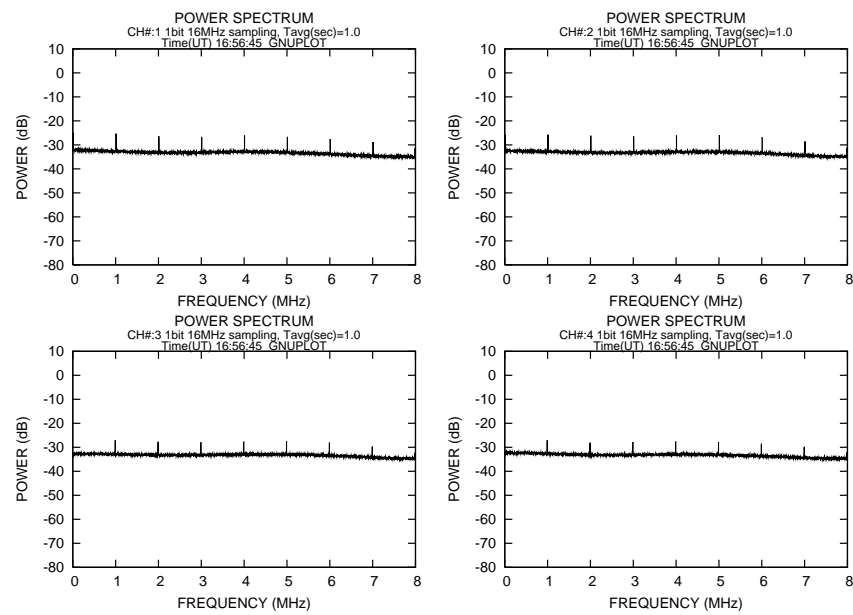 POWER SPECTRUM
CH#:1 1bit 16MHz sampling, Tavg(sec)=1.0
Time(UT) 16:56:45 GNUPLOT
10
0
-10
-20
-30
-40
-50
-60
-70
-80
POWER (dB)
0 1 2 3 4 5 6 7 8
FREQUENCY (MHz)
POWER SPECTRUM
CH#:2 1bit 16MHz sampling, Tavg(sec)=1.0
Time(UT) 16:56:45 GNUPLOT
10
0
-10
-20
-30
-40
-50
-60
-70
-80
POWER (dB)
0 1 2 3 4 5 6 7 8
FREQUENCY (MHz)
POWER SPECTRUM
CH#:3 1bit 16MHz sampling, Tavg(sec)=1.0
Time(UT) 16:56:45 GNUPLOT
10
0
-10
-20
-30
-40
-50
-60
-70
-80
POWER (dB)
0 1 2 3 4 5 6 7 8
FREQUENCY (MHz)
POWER SPECTRUM
CH#:4 1bit 16MHz sampling, Tavg(sec)=1.0
Time(UT) 16:56:45 GNUPLOT
10
0
-10
-20
-30
-40
-50
-60
-70
-80
POWER (dB)
0 1 2 3 4 5 6 7 8
FREQUENCY (MHz)